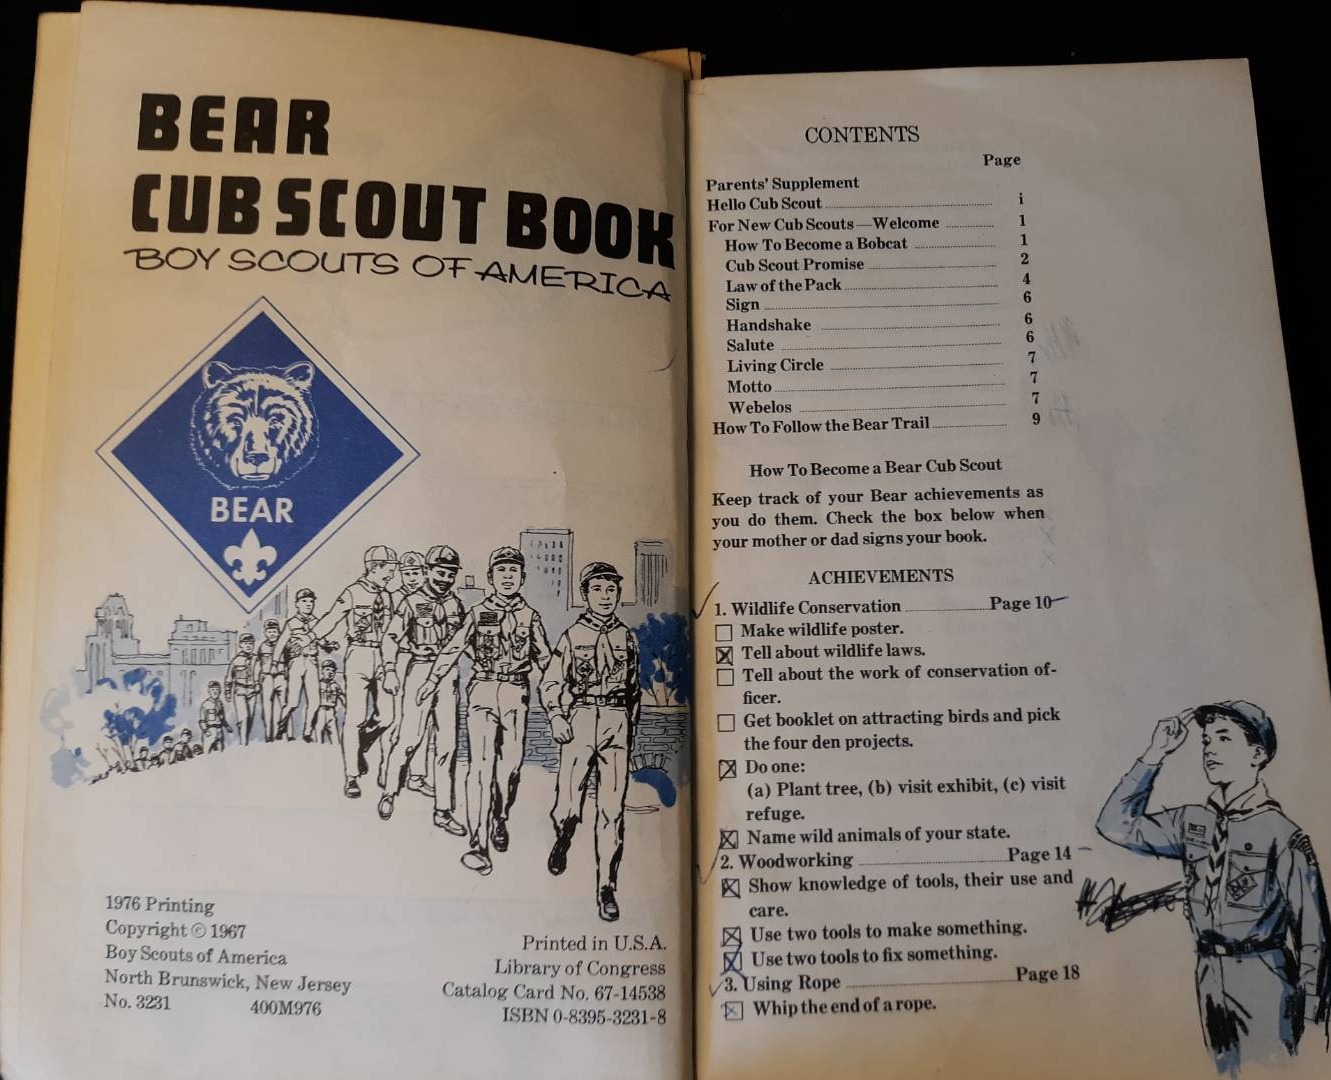 BEAR
CUB SCOUT BOOK
BOY SCOUTS OF AMERICA
BEAR
1976 Printing
Copyright © 1967
Boy Scouts of America
North Brunswick, New Jersey
No. 3231 400M976
Printed in U.S.A.
Library of Congress
Catalog Card No. 67-14538
ISBN 0-8395-3231-8
CONTENTS
Page
Parents' Supplement
Hello Cub Scout i
For New Cub Scouts—Welcome 1
How To Become a Bobcat 1
Cub Scout Promise 2
Law of the Pack 4
Sign 6
Handshake 6
Salute 6
Living Circle 7
Motto 7
Webelos 7
How To Follow the Bear Trail 9
How To Become a Bear Cub Scout
Keep track of your Bear achievements as
you do them. Check the box below when
your mother or dad signs your book.
ACHIEVEMENTS
1. Wildlife Conservation Page 10
Make wildlife poster.
Tell about wildlife laws.
Tell about the work of conservation of-
ficer.
Get booklet on attracting birds and pick
the four den projects.
Do one:
(a) Plant tree, (b) visit exhibit, (c) visit
refuge.
Name wild animals of your state.
2. Woodworking Page 14
Show knowledge of tools, their use and
care.
Use two tools to make something.
Use two tools to fix something.
3. Using Rope Page 18
Whip the end of a rope.